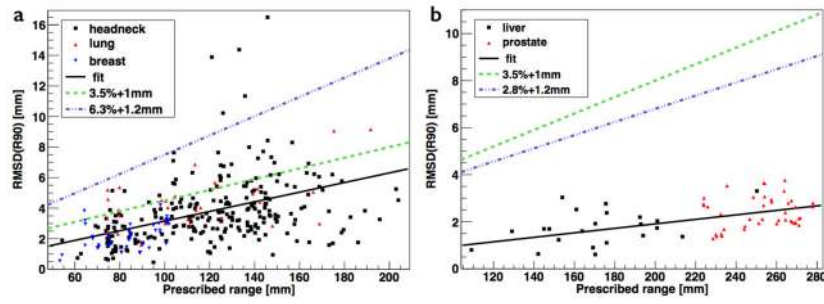 a
RMSD(R90) [mm]
16
14
12
10
8
6
4
2
0
headneck
lung
breast
fit
3.5%+1mm
6.3%+1.2mm
60 80 100 120 140 160 180 200
Prescribed range [mm]
b
RMSD(R90) [mm]
10
8
6
4
2
0
liver
prostate
fit
3.5%+1mm
2.8%+1.2mm
120 140 160 180 200 220 240 260 280
Prescribed range [mm]